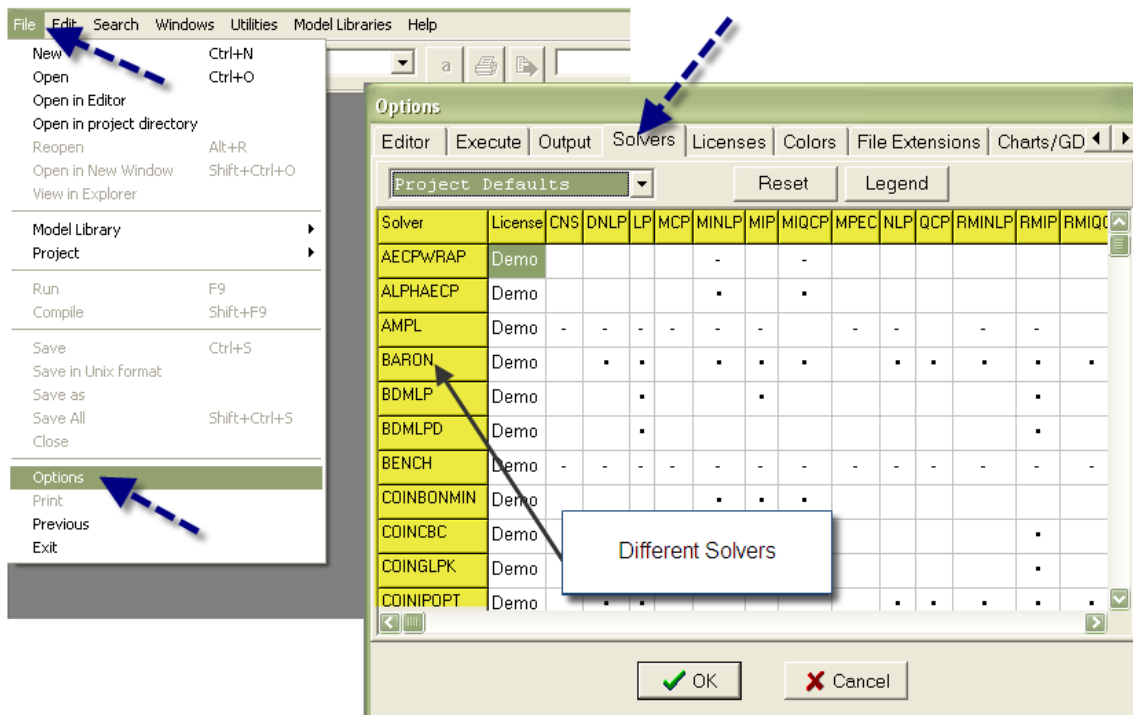 File Edit Search Windows Utilities Model Libraries Help
New Ctrl+N
Open Ctrl+O
Open in Editor
Open in project directory
Reopen Alt+R
Open in New Window Shift+Ctrl+O
View in Explorer
Model Library
Project
Run F9
Compile Shift+F9
Save Ctrl+S
Save in Unix format
Save as
Save All Shift+Ctrl+S
Close
Options
Print
Previous
Exit
a
Options
Editor Execute Output Solvers Licenses Colors File Extensions Charts/GD
Project Defaults Reset Legend
Solver License CNS DNLP LP MCP MINLP MIP MIQCP MPEC NLP QCP RMINLP RMIP RMIQC
AECPWRAP Demo - -
ALPHAECP Demo ▪ ▪
AMPL Demo - - - - - - - - - -
BARON Demo ▪ ▪ ▪ ▪ ▪ ▪ ▪ ▪ ▪ ▪
BDMLP Demo ▪ ▪ ▪
BDMLPD Demo ▪ ▪
BENCH Demo - - - - - - - - - - - - -
COINBONMIN Demo ▪ ▪ ▪
COINCBC Demo ▪
COINGLPK Demo ▪
COINIPOPT Demo ▪ ▪ ▪ ▪ ▪ ▪ ▪
Different Solvers
OK Cancel